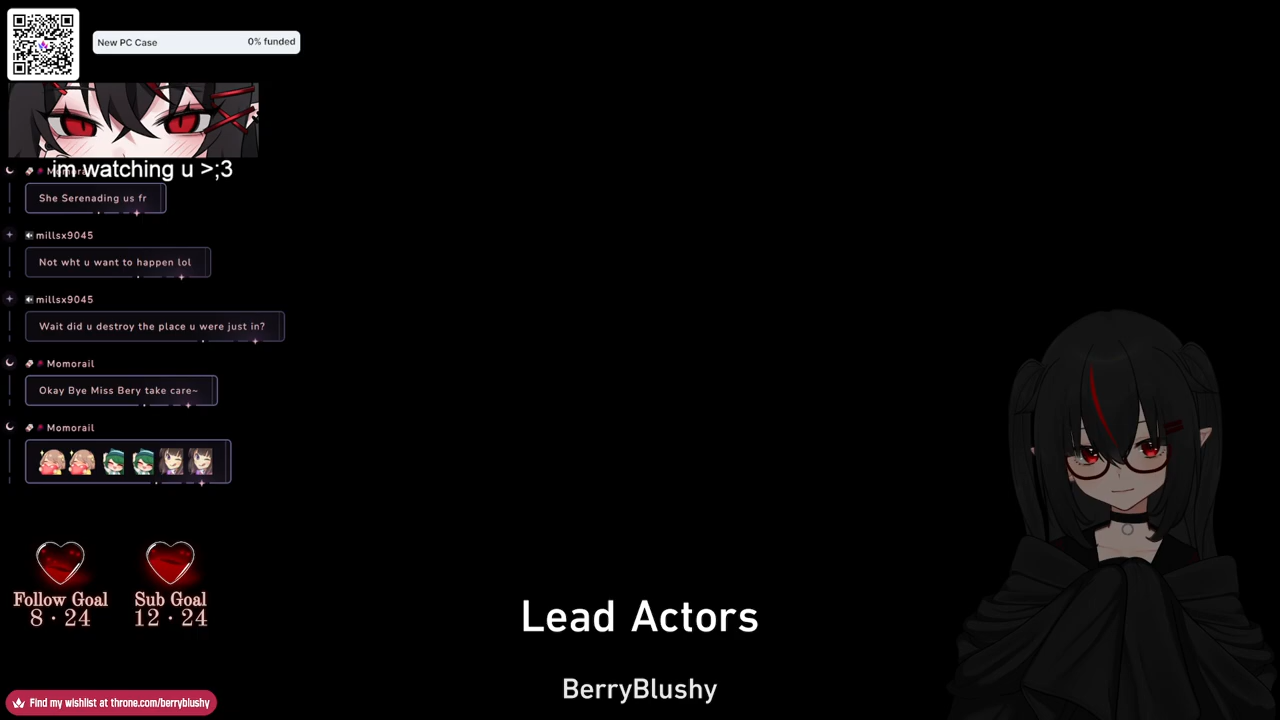 New PC Case 0% funded
im watching u >;3
She Serenading us fr
millsx9045
Not wht u want to happen lol
millsx9045
Wait did u destroy the place u were just in?
Momorail
Okay Bye Miss Bery take care~
Momorail
Follow Goal
8 · 24
Sub Goal
12 · 24
Lead Actors
BerryBlushy
Find my wishlist at throne.com/berryblushy